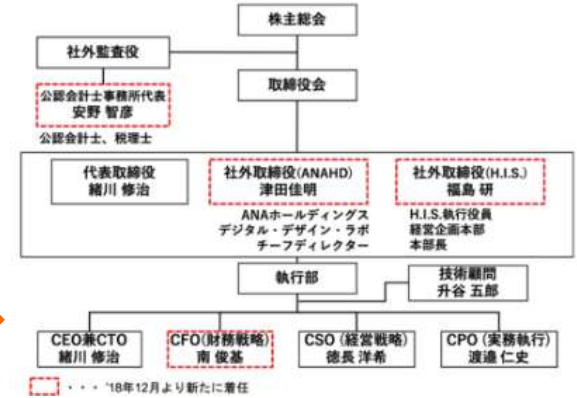 株主総会
社外監査役
取締役会
公認会計士事務所代表
安野 智彦
公認会計士、税理士
代表取締役
緒川 修治
社外取締役(ANAHD)
津田佳明
社外取締役(H.I.S.)
福島 研
ANAホールディングス
デジタル・デザイン・ラボ
チーフディレクター
H.I.S.執行役員
経営企画本部
本部長
執行部
技術顧問
升谷 五郎
CEO兼CTO
緒川 修治
CFO(財務戦略)
南 俊基
CSO (経営戦略)
徳長 洋希
CPO (実務執行)
渡邉 仁史
・・・ '18年12月より新たに着任